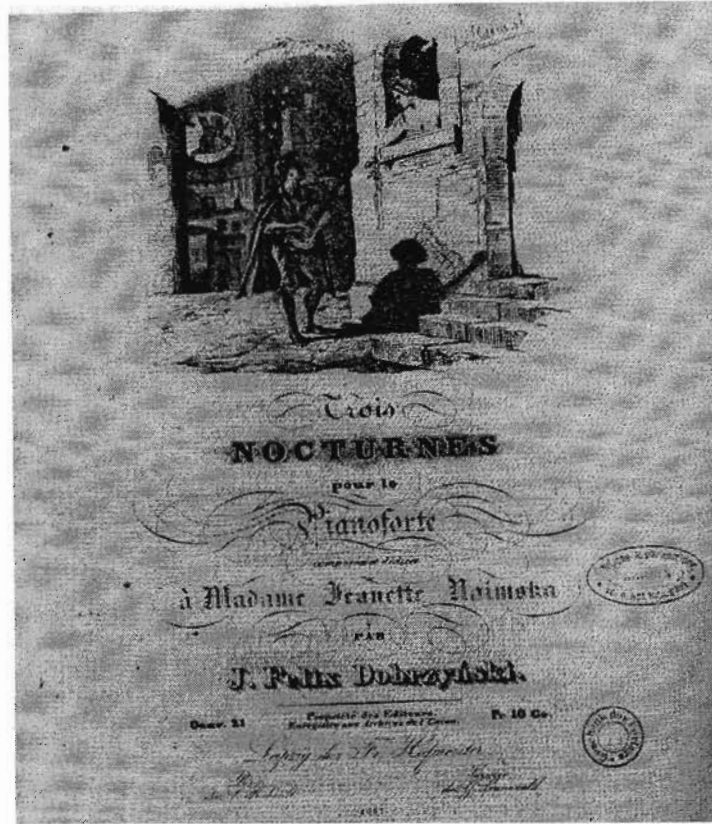 Trois
NOCTURNES
pour le
Pianoforte
à Madame Jeanette Naimska
PAR
J. Felix Dobrzyński.
Oeuv. 21 Propriété des Editeurs. Pr. 16 Gr.
Enregistré aux Archives de l'Union.
Leipzig chez Fr. Hofmeister